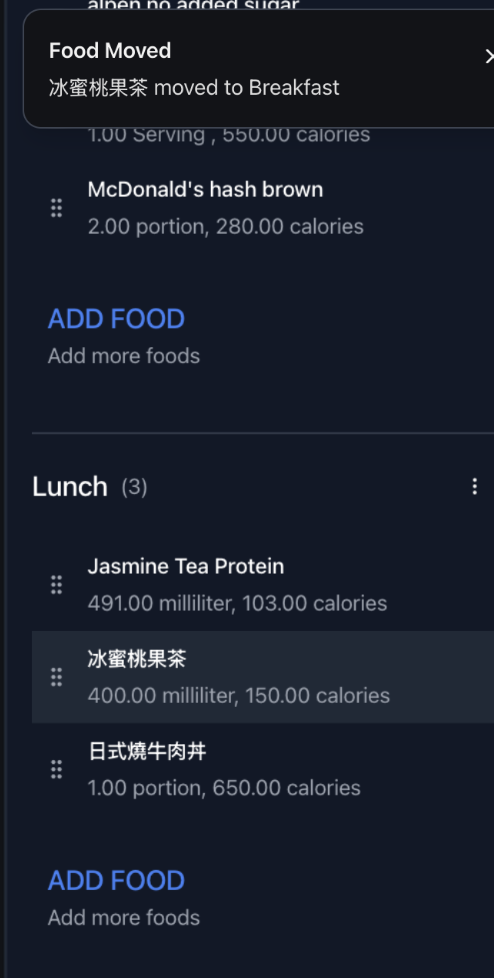 alpen no added sugar
Food Moved
冰蜜桃果茶 moved to Breakfast
1.00 Serving , 550.00 calories
McDonald's hash brown
2.00 portion, 280.00 calories
ADD FOOD
Add more foods
Lunch (3)
Jasmine Tea Protein
491.00 milliliter, 103.00 calories
冰蜜桃果茶
400.00 milliliter, 150.00 calories
日式燒牛肉丼
1.00 portion, 650.00 calories
ADD FOOD
Add more foods